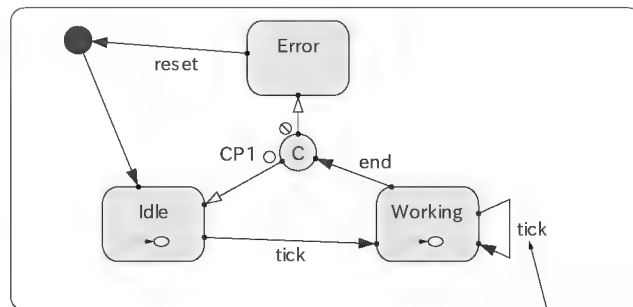 Error
reset
CP1
C
end
Idle
Working
tick
tick